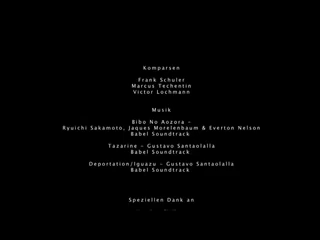 Komparsen
Frank Schuler
Marcus Techentin
Victor Lochmann
Musik
Bibo No Aozora –
Ryuichi Sakamoto, Jaques Morelenbaum & Everton Nelson
Babel Soundtrack
Tazarine - Gustavo Santaolalla
Babel Soundtrack
Deportation/Iguazu - Gustavo Santaolalla
Babel Soundtrack
Speziellen Dank an